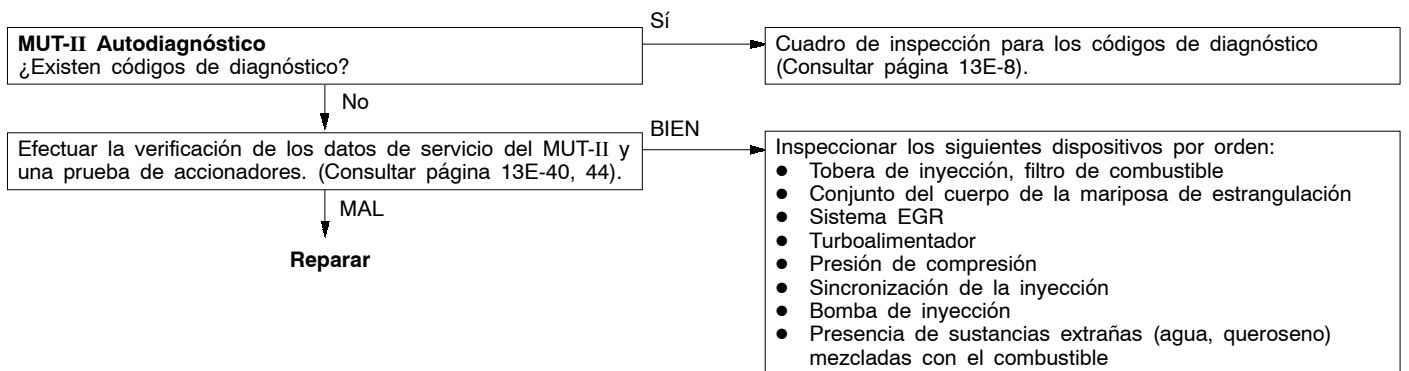 MUT-II Autodiagnóstico
¿Existen códigos de diagnóstico?
Sí
Cuadro de inspección para los códigos de diagnóstico
(Consultar página 13E-8).
No
Efectuar la verificación de los datos de servicio del MUT-II y
una prueba de accionadores. (Consultar página 13E-40, 44).
BIEN
Inspeccionar los siguientes dispositivos por orden:
● Tobera de inyección, filtro de combustible
● Conjunto del cuerpo de la mariposa de estrangulación
● Sistema EGR
● Turboalimentador
● Presión de compresión
● Sincronización de la inyección
● Bomba de inyección
● Presencia de sustancias extrañas (agua, queroseno)
mezcladas con el combustible
MAL
Reparar